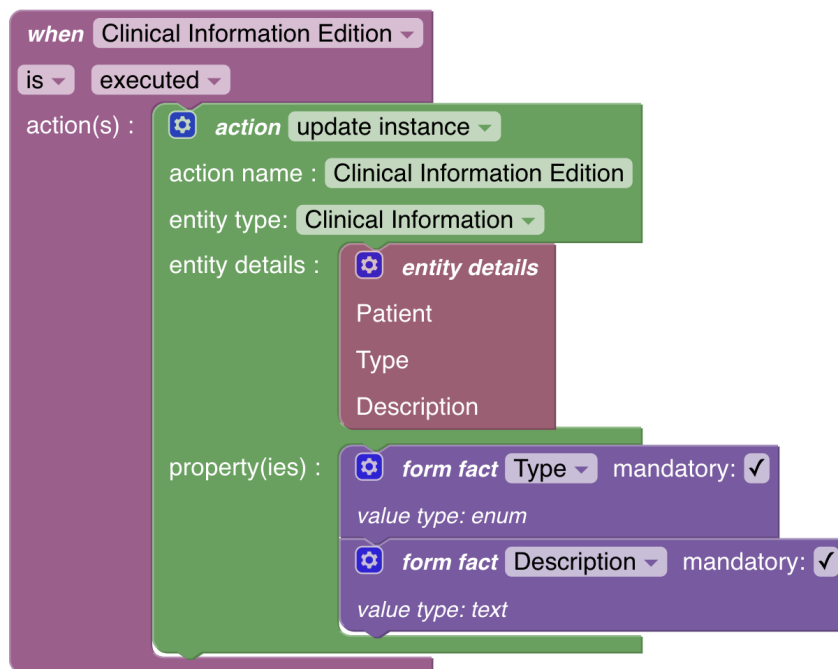 when Clinical Information Edition
is executed
action(s) : action update instance
action name : Clinical Information Edition
entity type: Clinical Information
entity details : entity details
Patient
Type
Description
property(ies) : form fact Type mandatory: ✓
value type: enum
form fact Description mandatory: ✓
value type: text